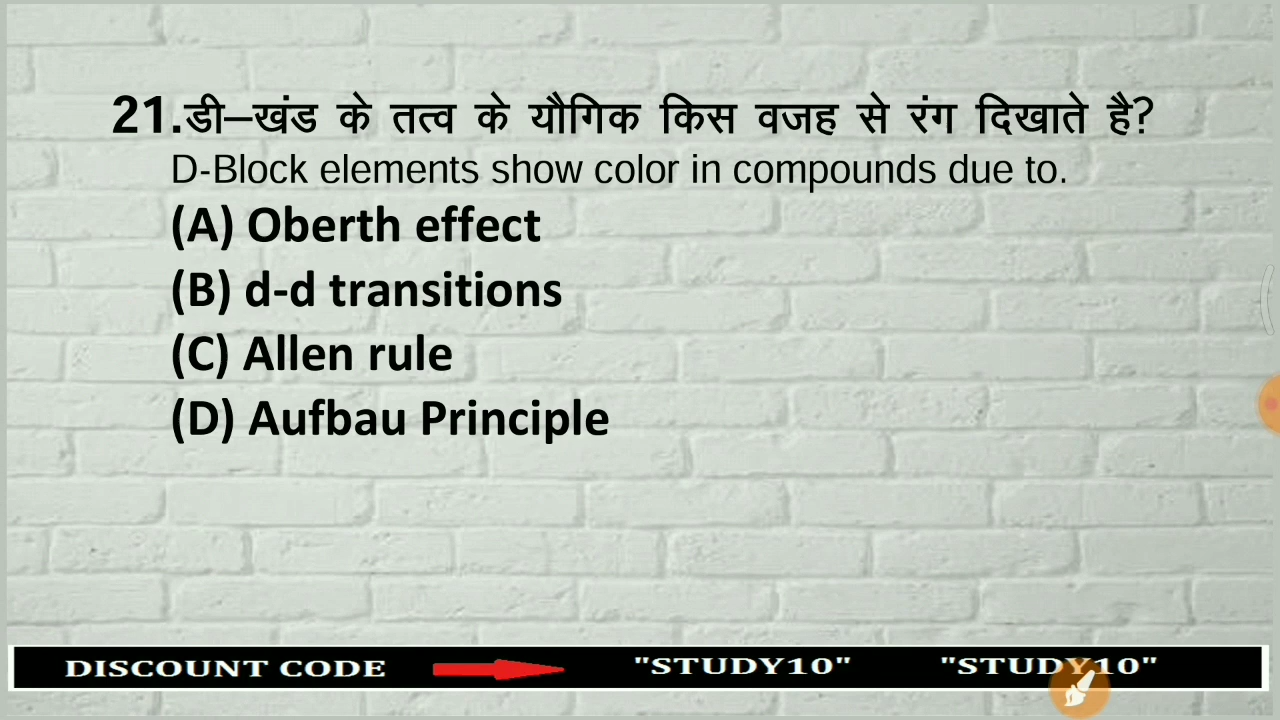 21.डी–खंड के तत्व के यौगिक किस वजह से रंग दिखाते है?
D-Block elements show color in compounds due to.
(A) Oberth effect
(B) d-d transitions
(C) Allen rule
(D) Aufbau Principle
DISCOUNT CODE "STUDY10" "STUDY10"